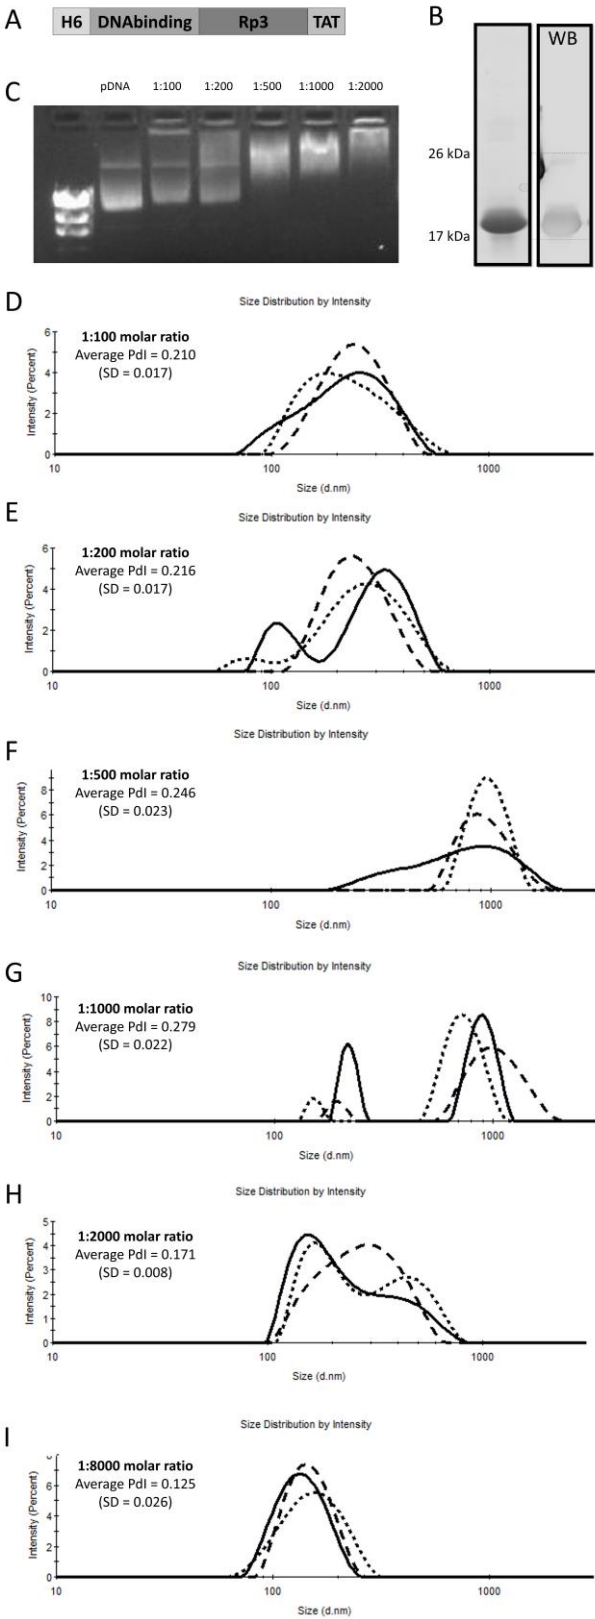 A
H6 DNAbinding Rp3 TAT
B
WB
26 kDa
17 kDa
C
pDNA 1:100 1:200 1:500 1:1000 1:2000
D
Size Distribution by Intensity
1:100 molar ratio
Average PdI = 0.210
(SD = 0.017)
Intensity (Percent)
6
4
2
0
10 100 1000
Size (d.nm)
E
Size Distribution by Intensity
1:200 molar ratio
Average PdI = 0.216
(SD = 0.017)
Intensity (Percent)
6
4
2
0
10 100 1000
Size (d.nm)
F
Size Distribution by Intensity
1:500 molar ratio
Average PdI = 0.246
(SD = 0.023)
Intensity (Percent)
8
6
4
2
0
10 100 1000
Size (d.nm)
G
Size Distribution by Intensity
1:1000 molar ratio
Average PdI = 0.279
(SD = 0.022)
Intensity (Percent)
10
8
6
4
2
0
10 100 1000
Size (d.nm)
H
Size Distribution by Intensity
1:2000 molar ratio
Average PdI = 0.171
(SD = 0.008)
Intensity (Percent)
5
4
3
2
1
0
10 100 1000
Size (d.nm)
I
Size Distribution by Intensity
1:8000 molar ratio
Average PdI = 0.125
(SD = 0.026)
Intensity (Percent)
6
4
2
0
10 100 1000
Size (d.nm)